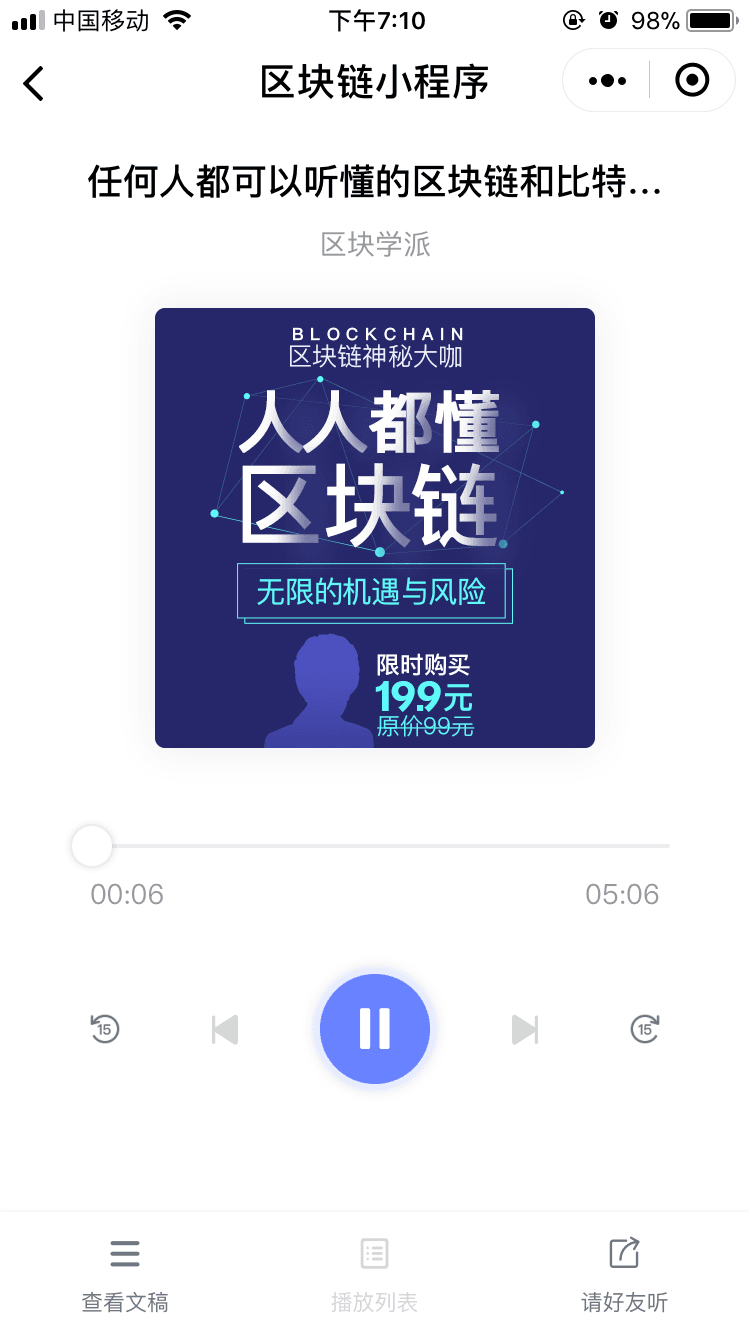 中国移动
下午7:10
98%
区块链小程序
任何人都可以听懂的区块链和比特...
区块学派
BLOCKCHAIN
区块链神秘大咖
人人都懂
区块链
无限的机遇与风险
限时购买
19.9元
原价99元
00:06
05:06
15
15
查看文稿
播放列表
请好友听